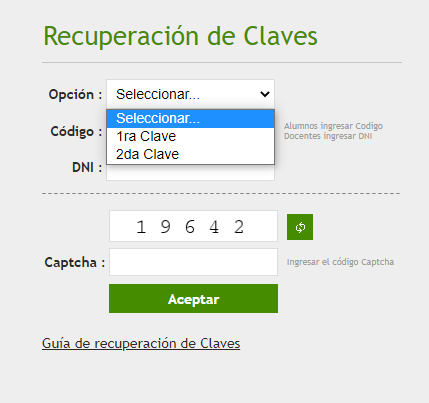 Recuperación de Claves
Opción : Seleccionar...
Seleccionar...
1ra Clave
2da Clave
Código :
Alumnos ingresar Codigo
Docentes ingresar DNI
DNI :
1 9 6 4 2
Captcha :
Ingresar el código Captcha
Aceptar
Guía de recuperación de Claves